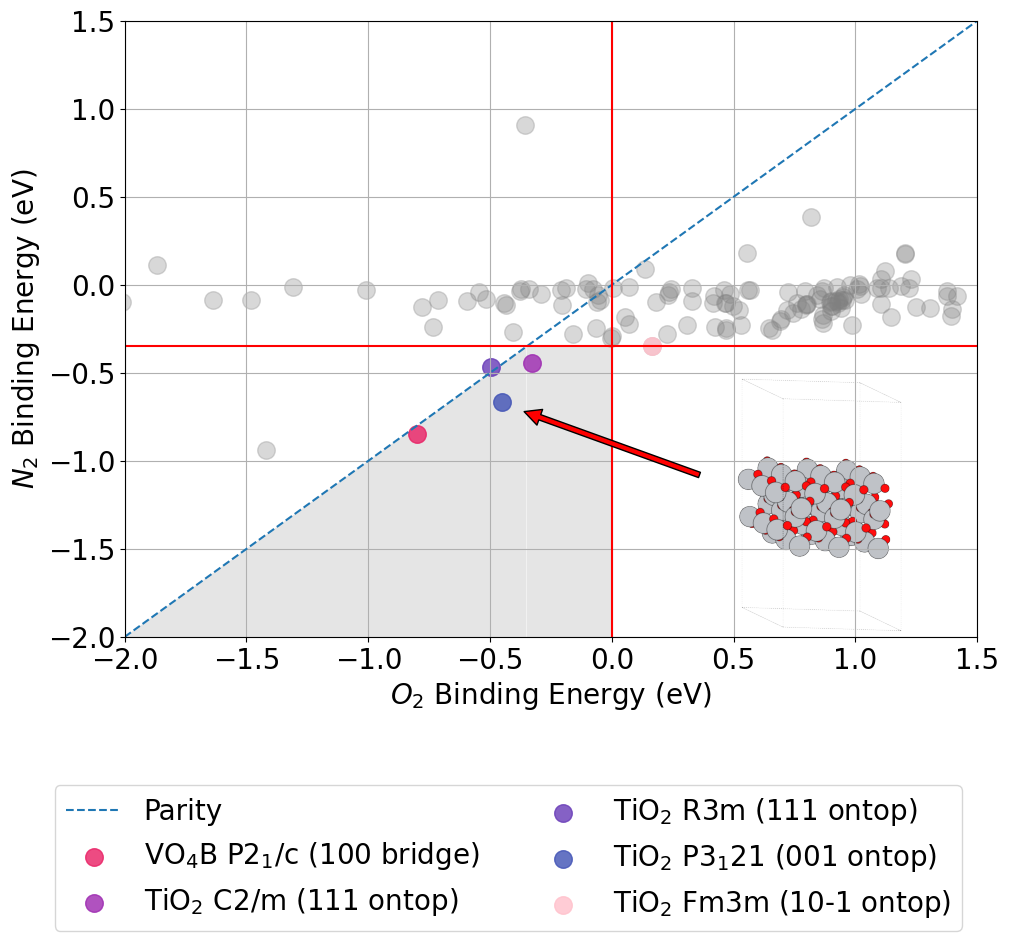 1.5
1.0
0.5
0.0
−0.5
−1.0
−1.5
−2.0
N₂ Binding Energy (eV)
−2.0 −1.5 −1.0 −0.5 0.0 0.5 1.0 1.5
O₂ Binding Energy (eV)
Parity
VO₄B P2₁/c (100 bridge)
TiO₂ C2/m (111 ontop)
TiO₂ R3m (111 ontop)
TiO₂ P3₁21 (001 ontop)
TiO₂ Fm3m (10-1 ontop)